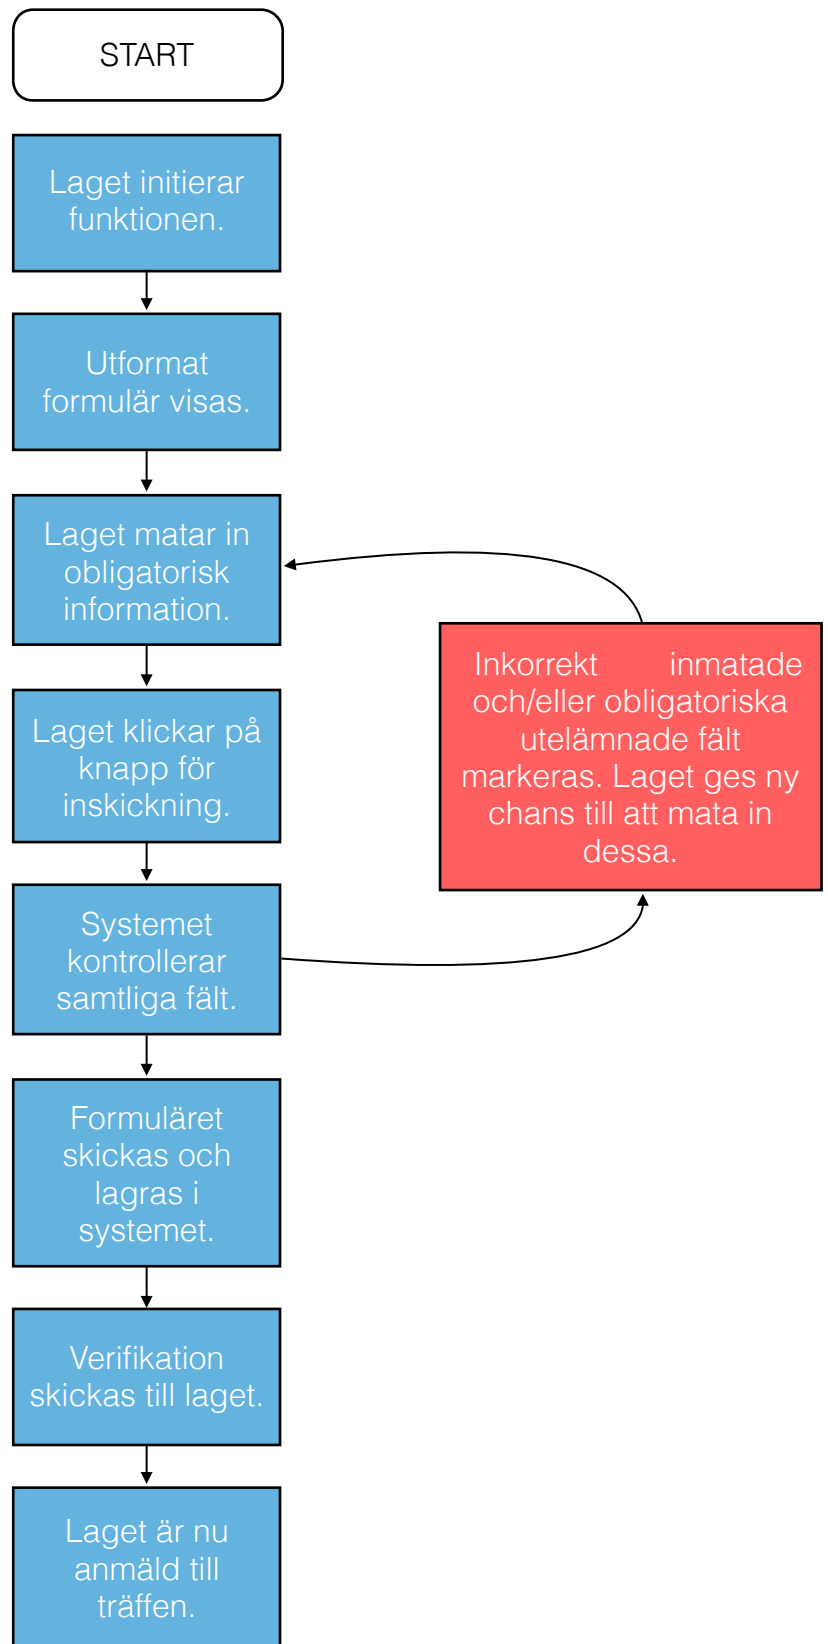 START
Laget initierar
funktionen.
Utformat
formulär visas.
Laget matar in
obligatorisk
information.
Laget klickar på
knapp för
inskickning.
Systemet
kontrollerar
samtliga fält.
Inkorrekt inmatade
och/eller obligatoriska
utelämnade fält
markeras. Laget ges ny
chans till att mata in
dessa.
Formuläret
skickas och
lagras i
systemet.
Verifikation
skickas till laget.
Laget är nu
anmäld till
träffen.